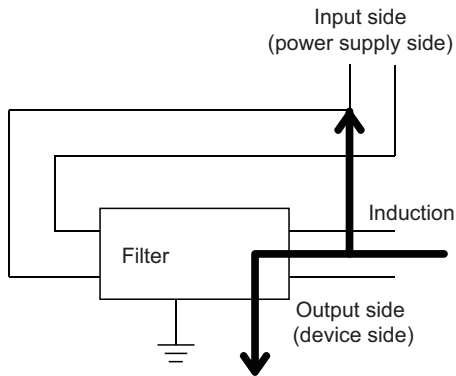 Input side
(power supply side)
Induction
Filter
Output side
(device side)